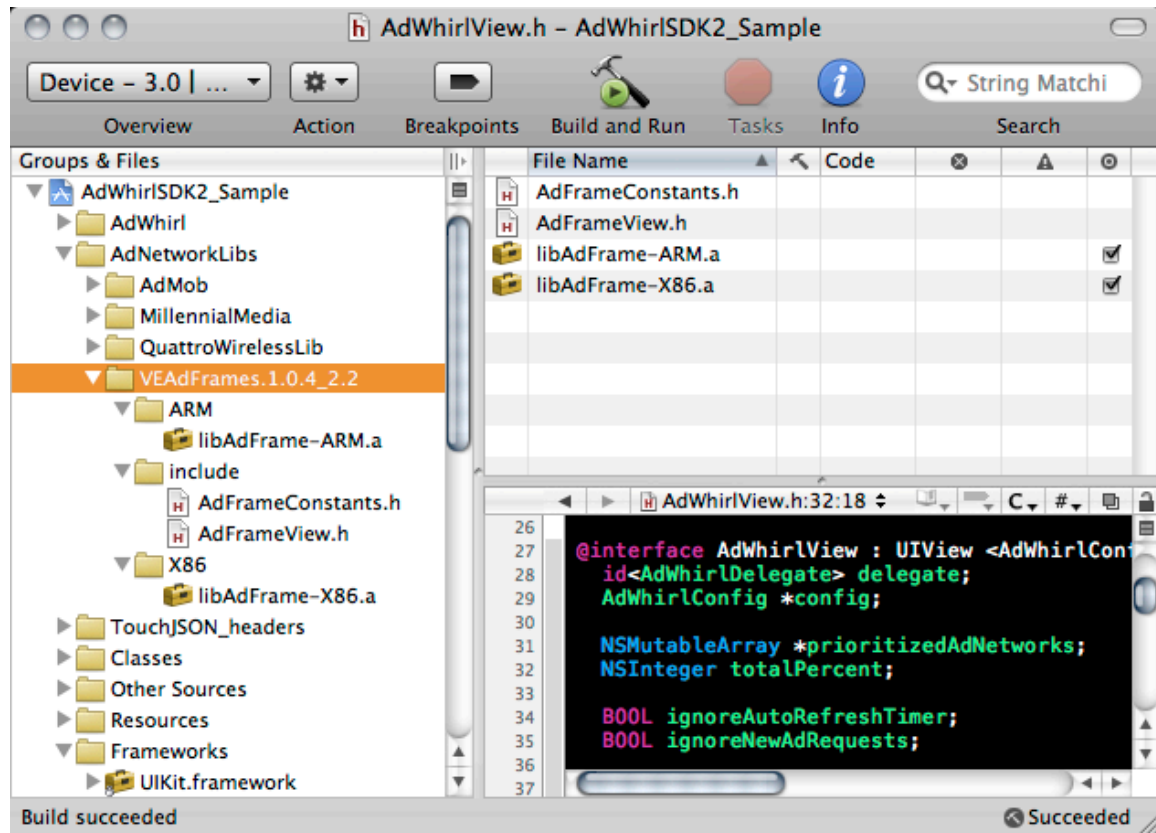 AdWhirlView.h – AdWhirlSDK2_Sample
Device – 3.0 | ...
String Matchi
Overview
Action
Breakpoints
Build and Run
Tasks
Info
Search
Groups & Files
File Name
Code
AdWhirlSDK2_Sample
AdWhirl
AdNetworkLibs
AdMob
MillennialMedia
QuattroWirelessLib
VEAdFrames.1.0.4_2.2
ARM
libAdFrame-ARM.a
include
AdFrameConstants.h
AdFrameView.h
X86
libAdFrame-X86.a
TouchJSON_headers
Classes
Other Sources
Resources
Frameworks
UIKit.framework
AdFrameConstants.h
AdFrameView.h
libAdFrame-ARM.a
libAdFrame-X86.a
AdWhirlView.h:32:18
C
#
26
27 @interface AdWhirlView : UIView <AdWhirlConf
28 id<AdWhirlDelegate> delegate;
29 AdWhirlConfig *config;
30
31 NSMutableArray *prioritizedAdNetworks;
32 NSInteger totalPercent;
33
34 BOOL ignoreAutoRefreshTimer;
35 BOOL ignoreNewAdRequests;
36
37
Build succeeded
Succeeded